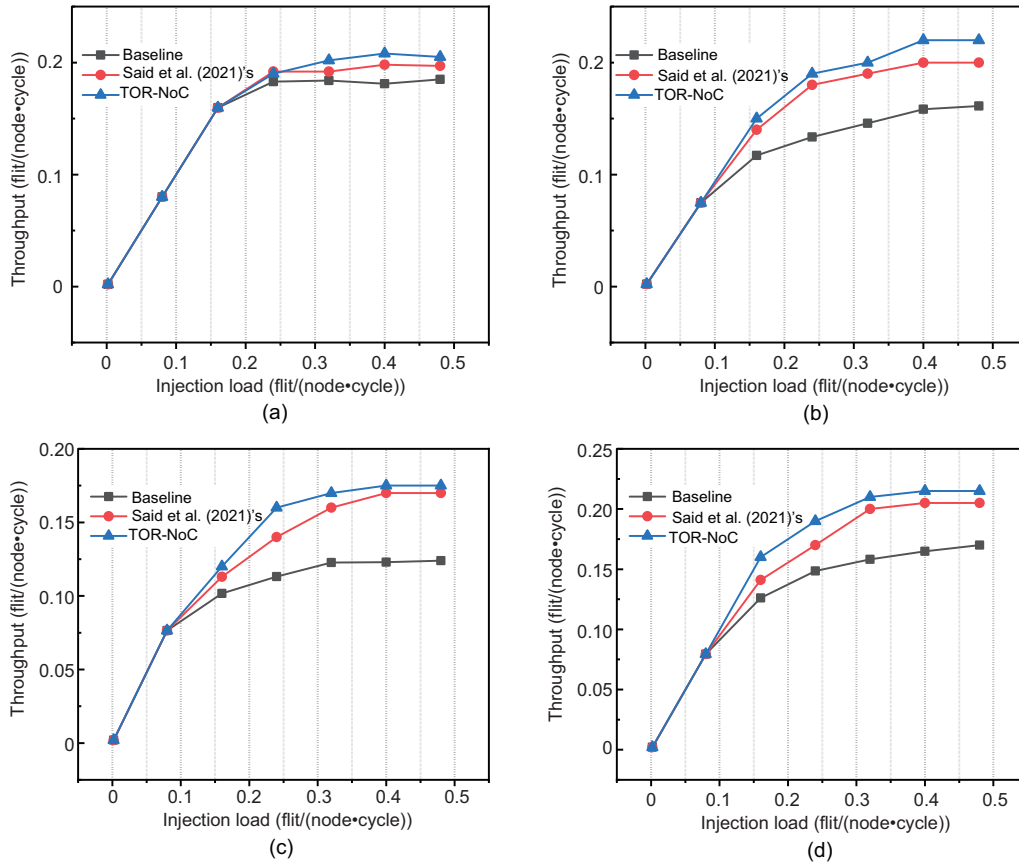 Baseline
Said et al. (2021)'s
TOR-NoC
0.2
0
Throughput (flit/(node•cycle))
0 0.1 0.2 0.3 0.4 0.5
Injection load (flit/(node•cycle))
(a)
Baseline
Said et al. (2021)'s
TOR-NoC
0.2
0
Throughput (flit/(node•cycle))
0 0.1 0.2 0.3 0.4 0.5
Injection load (flit/(node•cycle))
(b)
0.20
Baseline
Said et al. (2021)'s
TOR-NoC
0.15
0.10
0.05
0
Throughput (flit/(node•cycle))
0 0.1 0.2 0.3 0.4 0.5
Injection load (flit/(node•cycle))
(c)
0.25
Baseline
Said et al. (2021)'s
TOR-NoC
0.20
0.15
0.10
0.05
0
Throughput (flit/(node•cycle))
0 0.1 0.2 0.3 0.4 0.5
Injection load (flit/(node•cycle))
(d)